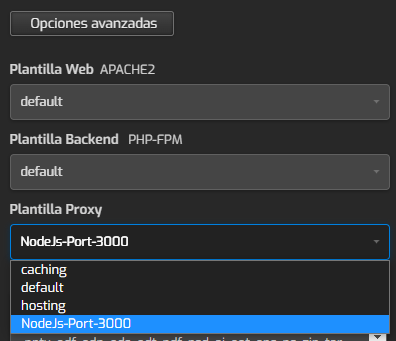 Opciones avanzadas
Plantilla Web APACHE2
default
Plantilla Backend PHP-FPM
default
Plantilla Proxy
NodeJs-Port-3000
caching
default
hosting
NodeJs-Port-3000